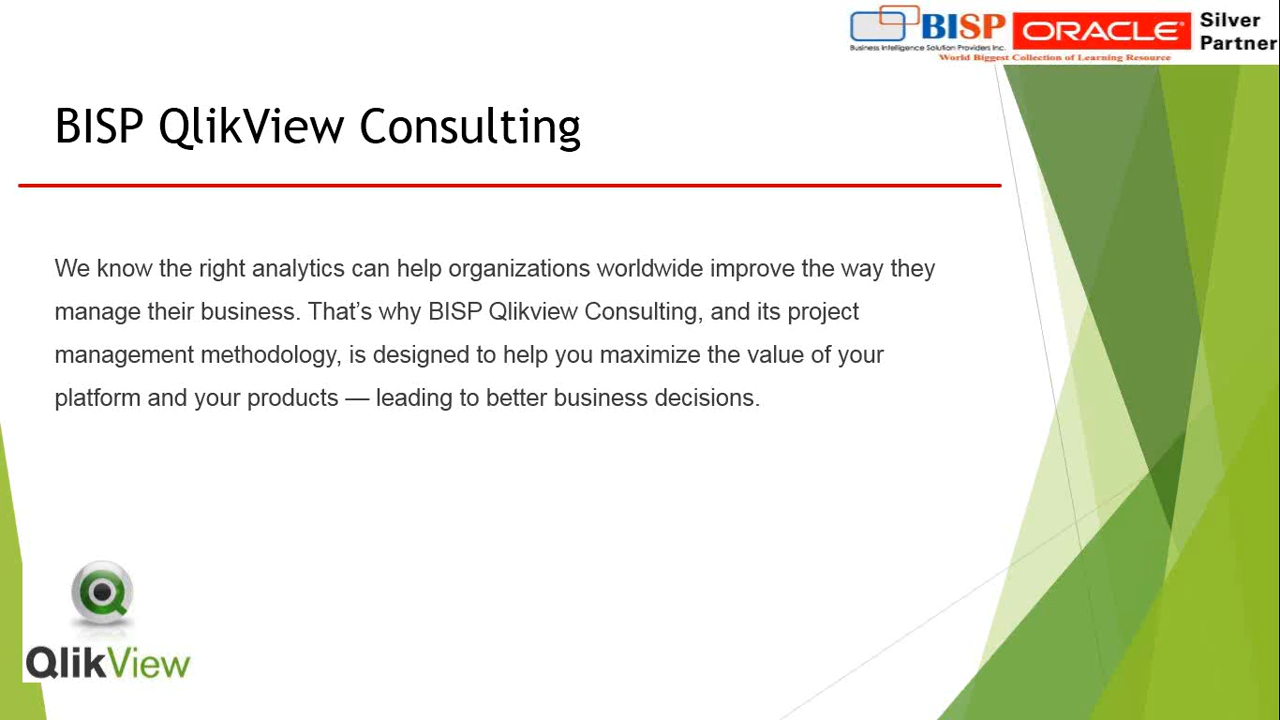 BISP
Business Intelligence Solution Providers Inc.
ORACLE
Silver
Partner
World Biggest Collection of Learning Resource
BISP QlikView Consulting
We know the right analytics can help organizations worldwide improve the way they
manage their business. That’s why BISP Qlikview Consulting, and its project
management methodology, is designed to help you maximize the value of your
platform and your products — leading to better business decisions.
QlikView